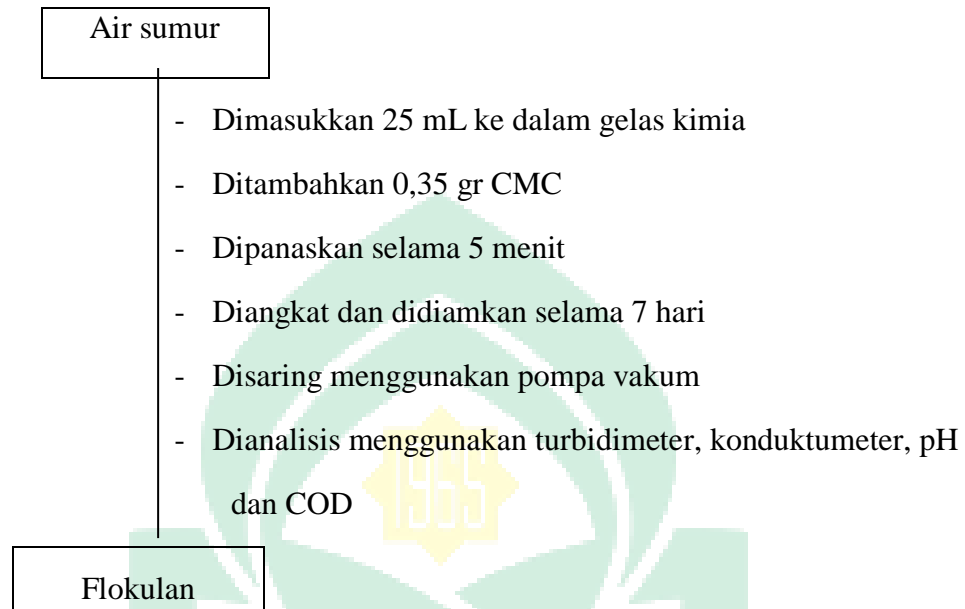 Air sumur
- Dimasukkan 25 mL ke dalam gelas kimia
- Ditambahkan 0,35 gr CMC
- Dipanaskan selama 5 menit
- Diangkat dan didiamkan selama 7 hari
- Disaring menggunakan pompa vakum
- Dianalisis menggunakan turbidimeter, konduktumeter, pH
dan COD
1965
Flokulan